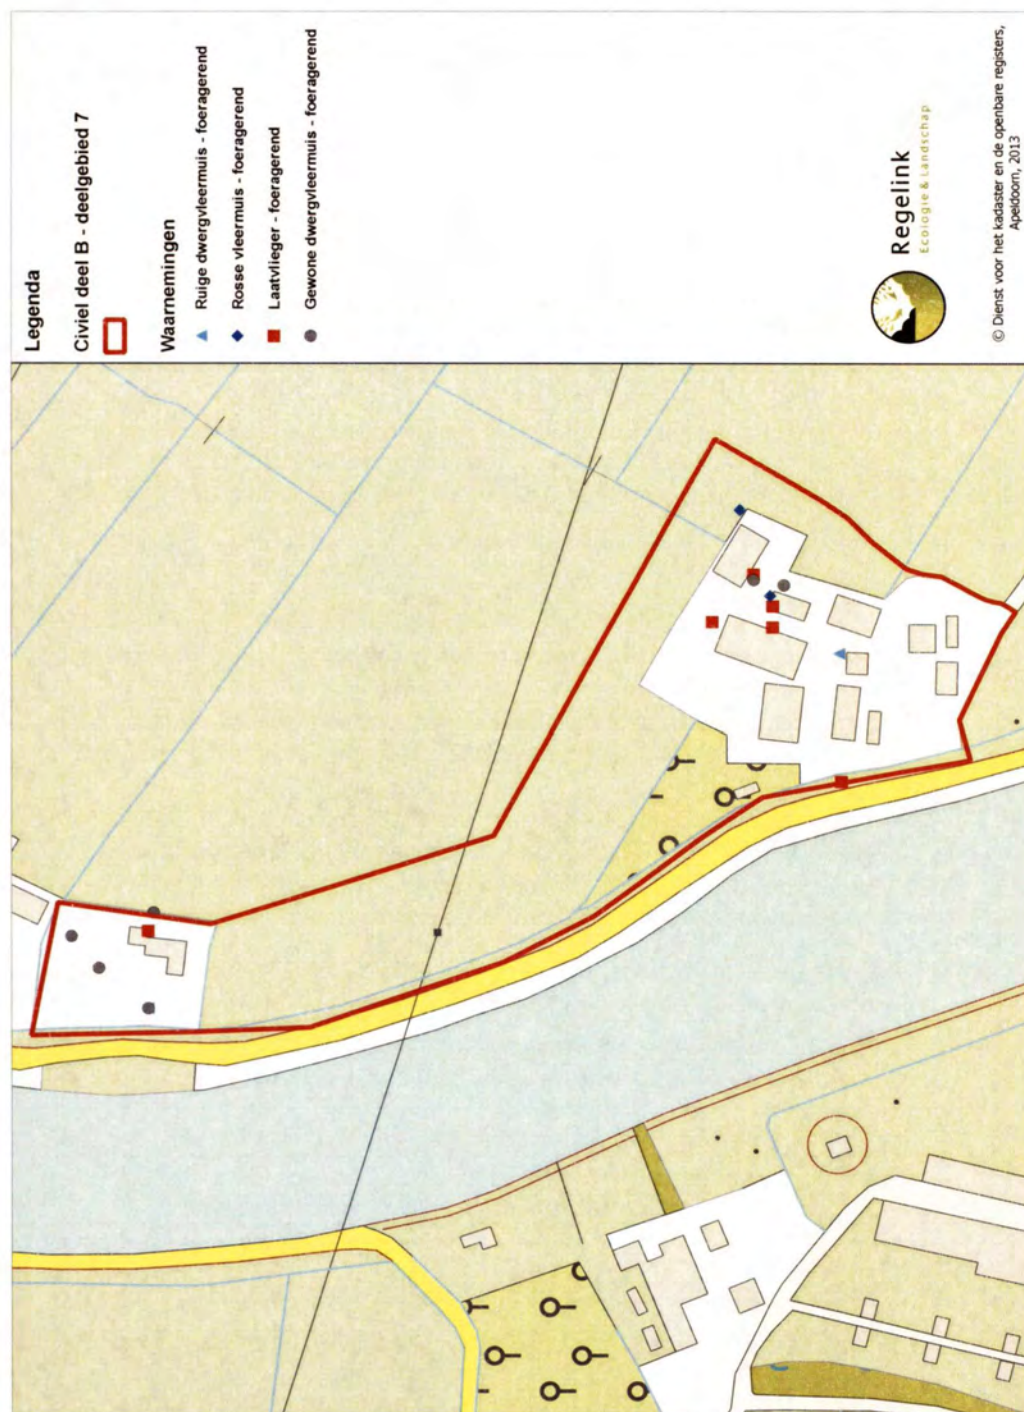 Legenda
Civiel deel B - deelgebied 7
Waarnemingen
Ruige dwergvleermuis - foeragerend
Rosse vleermuis - foeragerend
Laatvlieger - foeragerend
Gewone dwergvleermuis - foeragerend
Regelink
Ecologie & Landschap
© Dienst voor het kadaster en de openbare registers,
Apeldoorn, 2013